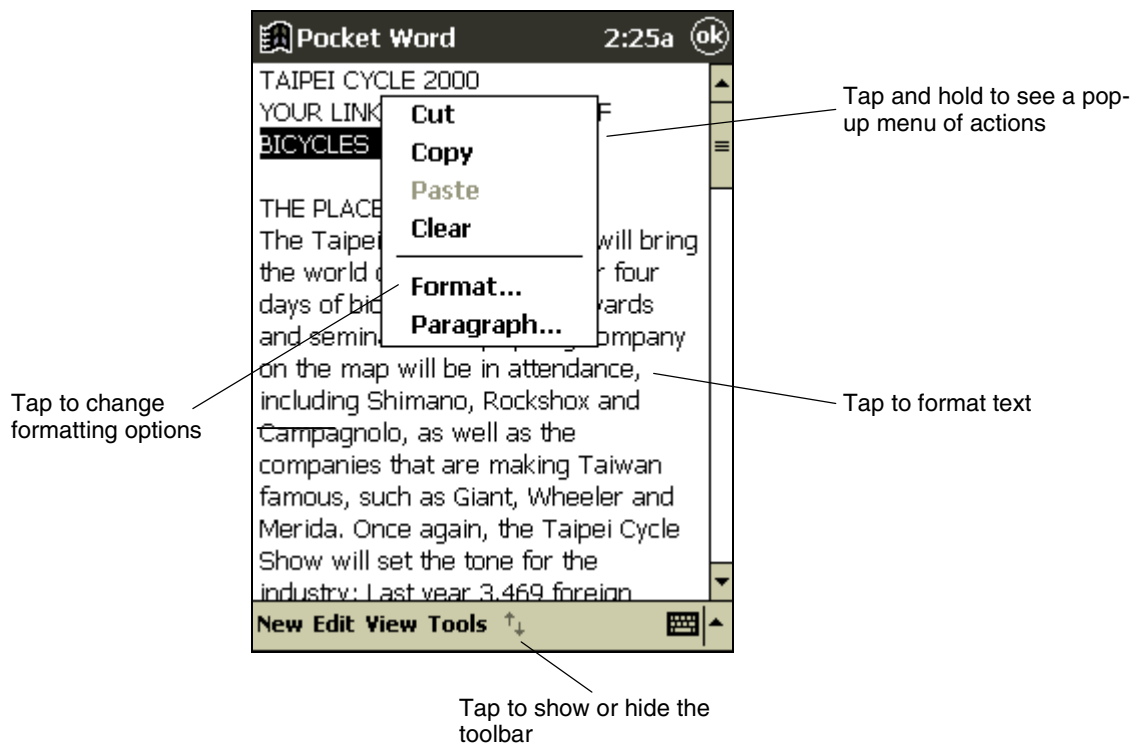 Pocket Word 2:25a ok
TAIPEI CYCLE 2000
YOUR LINK F
BICYCLES
THE PLACE
The Taipei will bring
the world four
days of bic wards
and semin ompany
on the map will be in attendance,
including Shimano, Rockshox and
Campagnolo, as well as the
companies that are making Taiwan
famous, such as Giant, Wheeler and
Merida. Once again, the Taipei Cycle
Show will set the tone for the
industry: Last year 3,469 foreign
Cut
Copy
Paste
Clear
Format...
Paragraph...
New Edit View Tools
Tap and hold to see a pop-
up menu of actions
Tap to change
formatting options
Tap to format text
Tap to show or hide the
toolbar